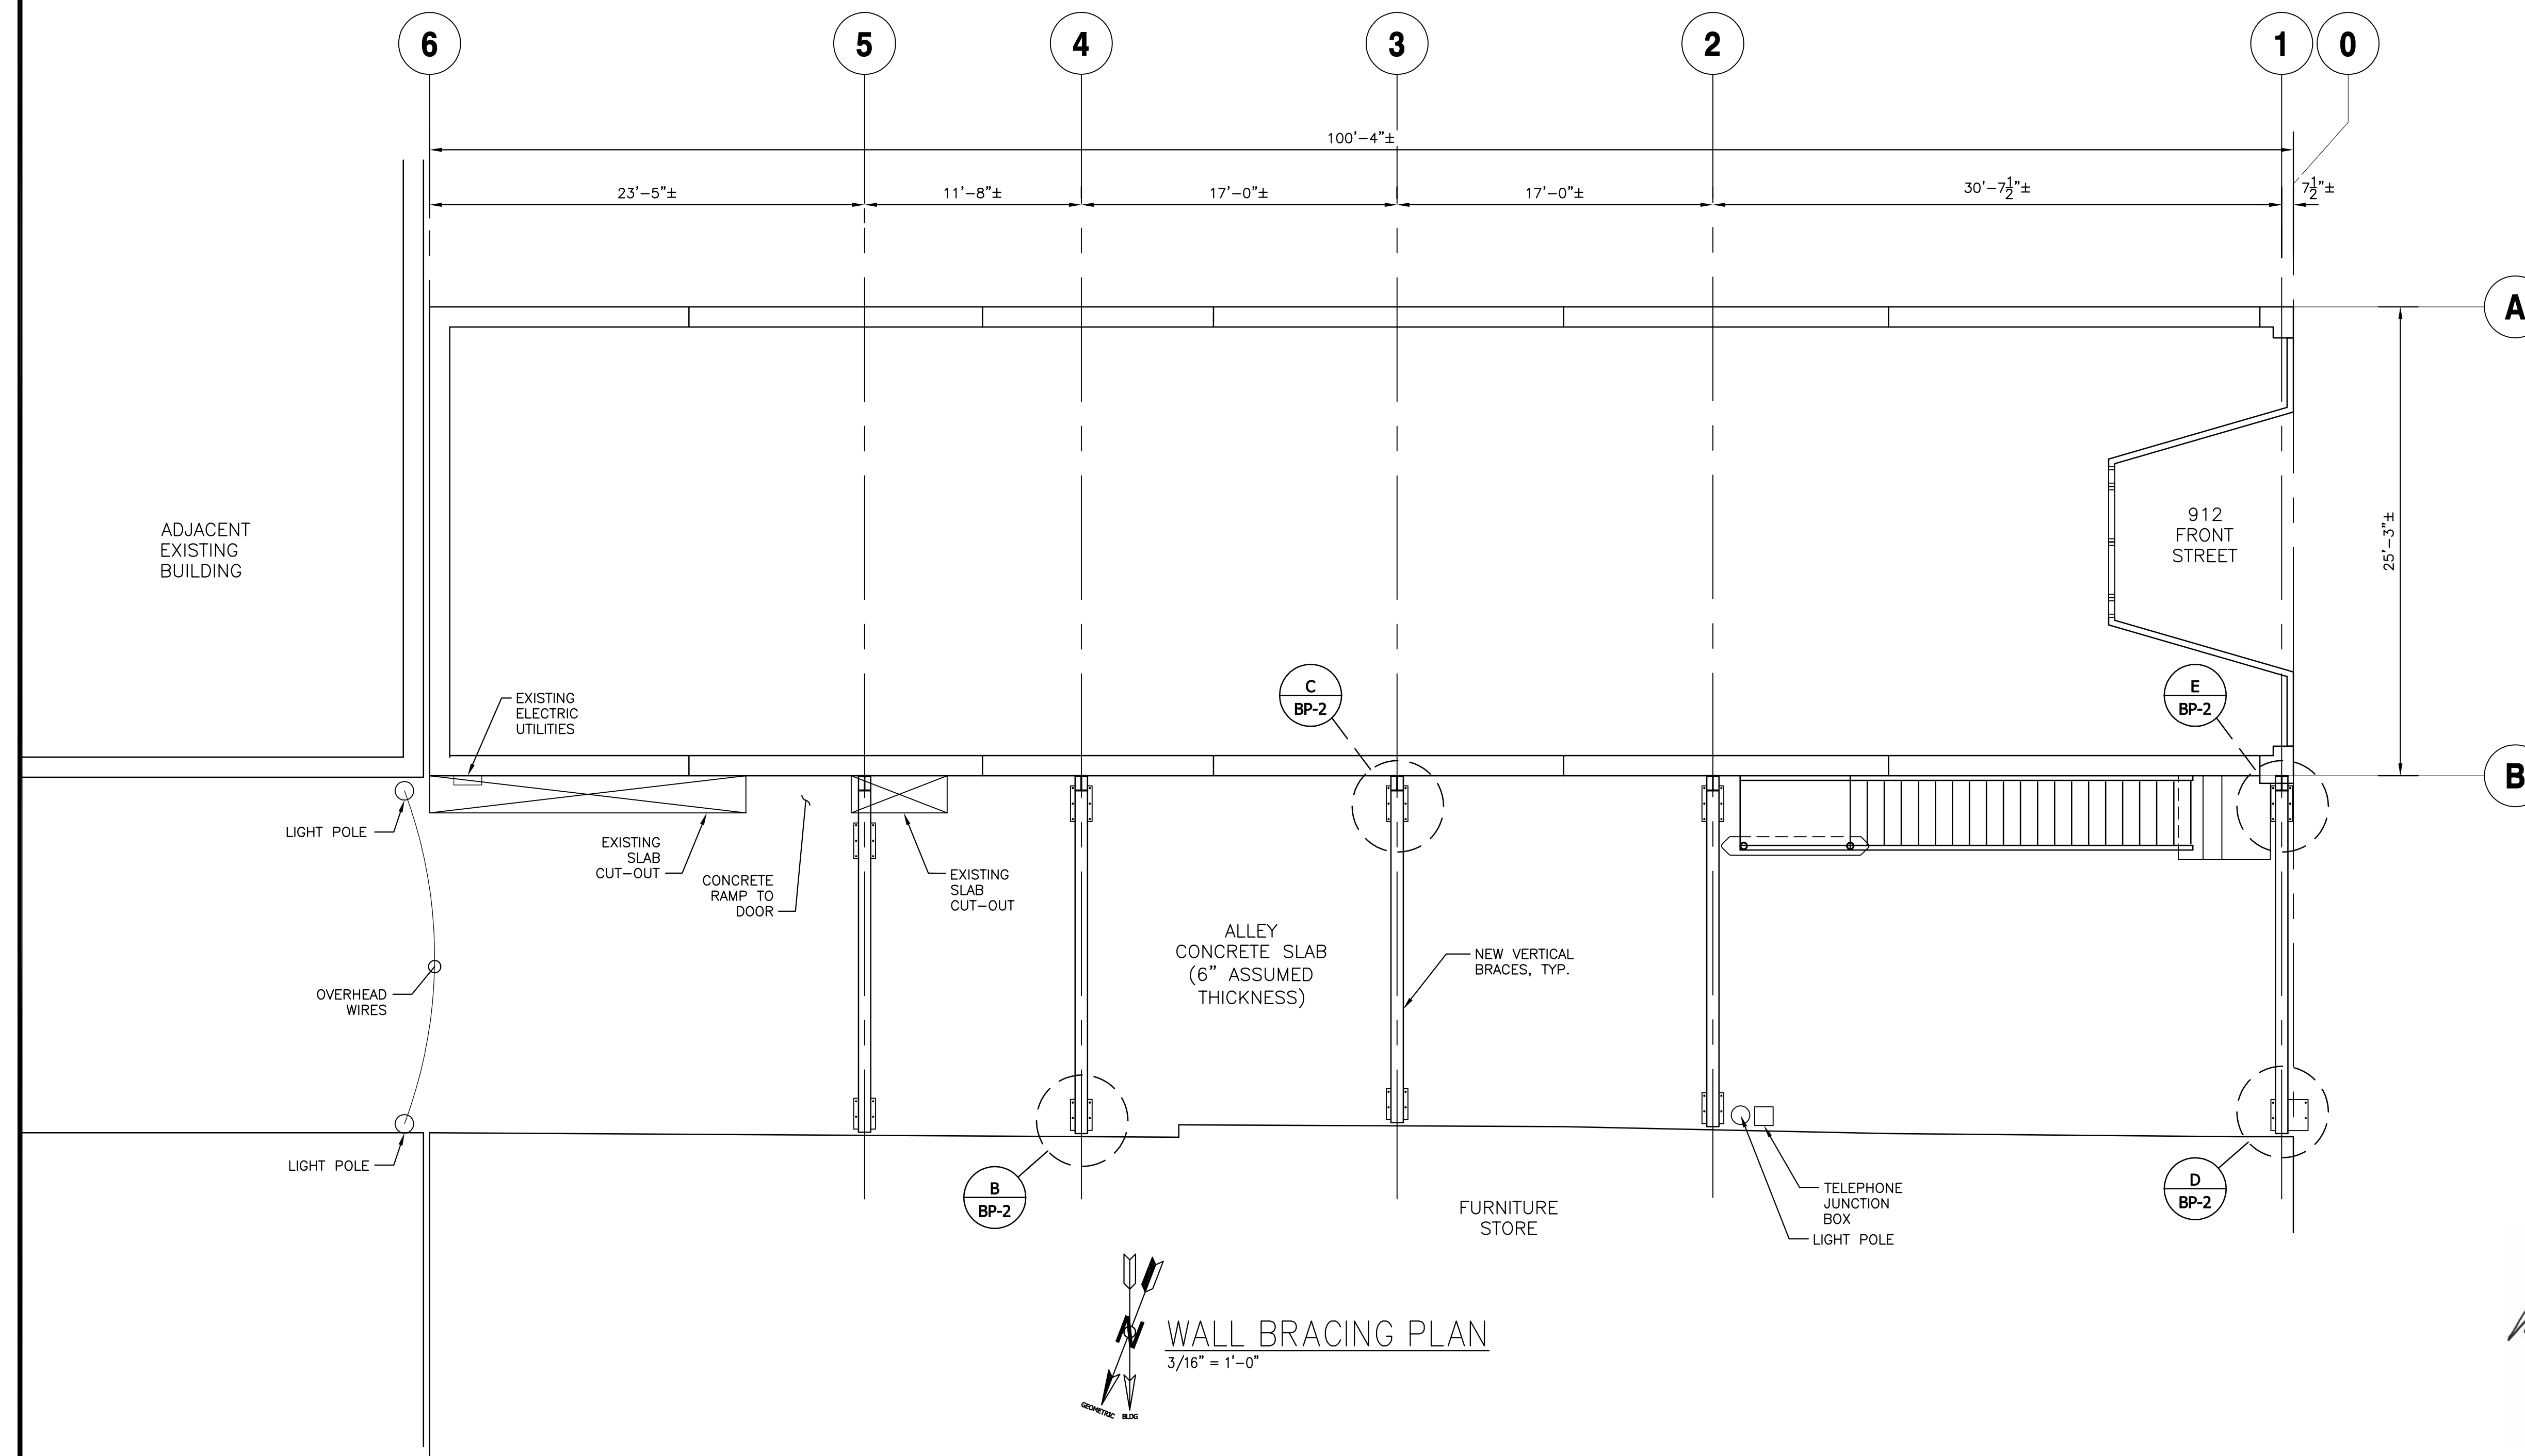 6
5
4
3
2
1
0
100'-4"±
23'-5"±
11'-8"±
17'-0"±
17'-0"±
30'-7 1/2"±
7 1/2"±
A
25'-3"±
ADJACENT
EXISTING
BUILDING
912
FRONT
STREET
EXISTING
ELECTRIC
UTILITIES
C
BP-2
E
BP-2
B
LIGHT POLE
EXISTING
SLAB
CUT-OUT
CONCRETE
RAMP TO
DOOR
EXISTING
SLAB
CUT-OUT
ALLEY
CONCRETE SLAB
(6" ASSUMED
THICKNESS)
NEW VERTICAL
BRACES, TYP.
OVERHEAD
WIRES
LIGHT POLE
B
BP-2
D
BP-2
FURNITURE
STORE
TELEPHONE
JUNCTION
BOX
LIGHT POLE
N
GEOMETRIC
BLDG
WALL BRACING PLAN
3/16" = 1'-0"